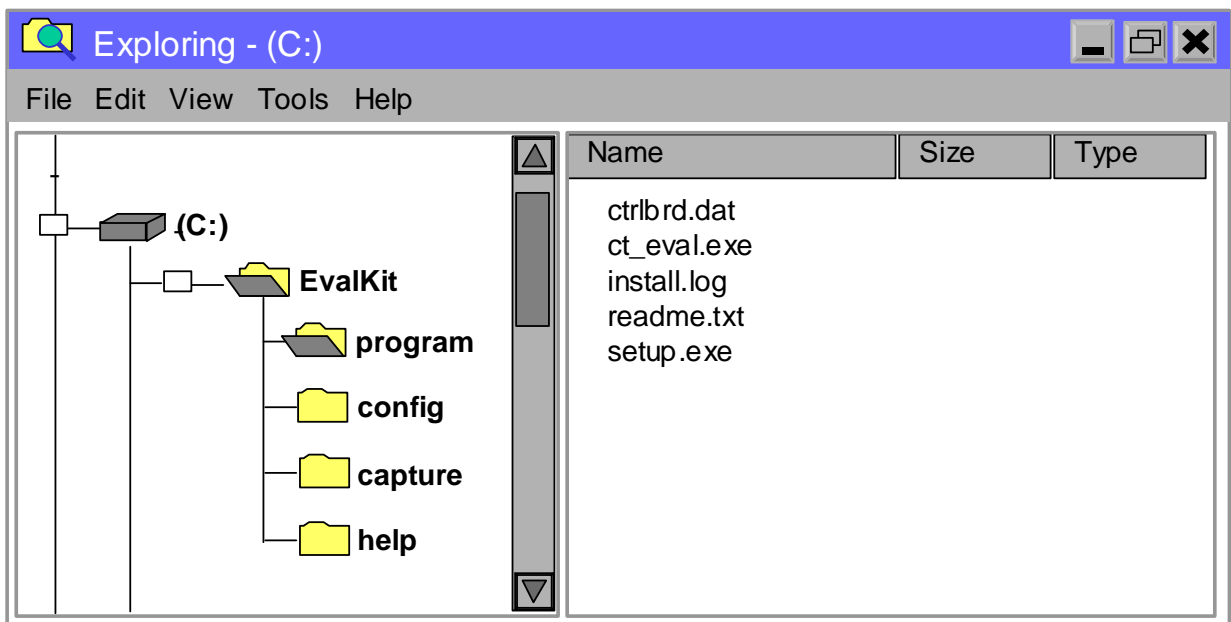 Exploring - (C:)
File Edit View Tools Help
(C:)
EvalKit
program
config
capture
help
Name Size Type
ctrlbrd.dat
ct_eval.exe
install.log
readme.txt
setup.exe